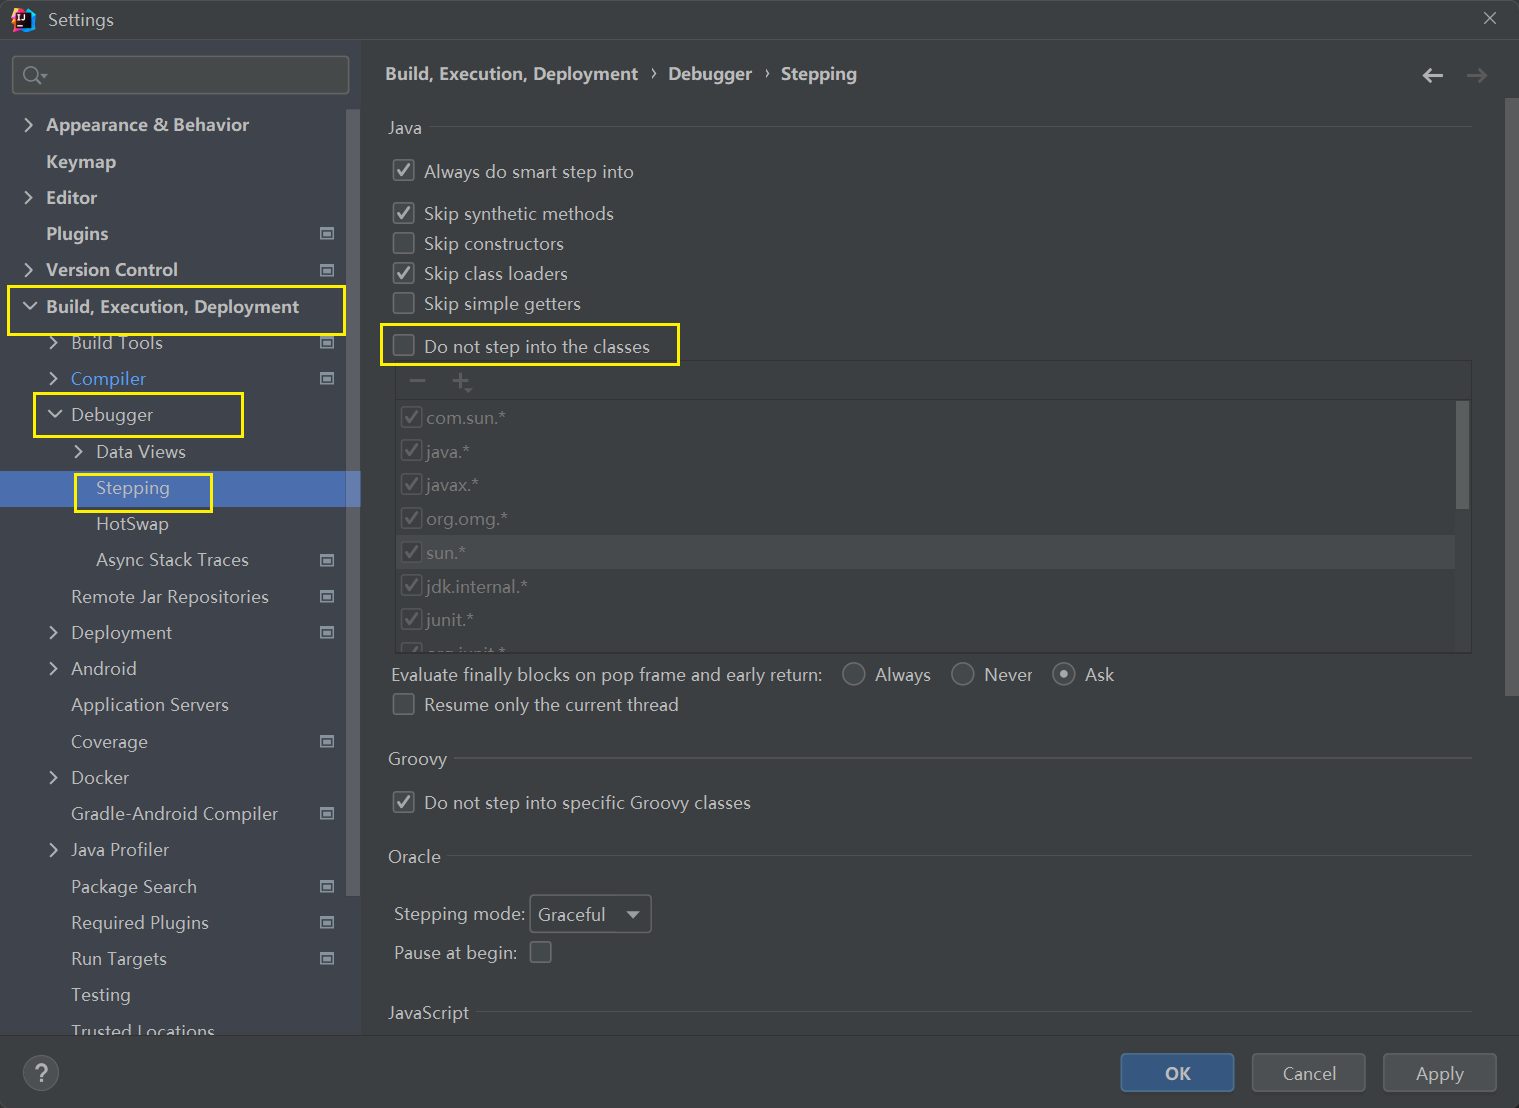 Settings
Appearance & Behavior
Keymap
Editor
Plugins
Version Control
Build, Execution, Deployment
Build Tools
Compiler
Debugger
Data Views
Stepping
HotSwap
Async Stack Traces
Remote Jar Repositories
Deployment
Android
Application Servers
Coverage
Docker
Gradle-Android Compiler
Java Profiler
Package Search
Required Plugins
Run Targets
Testing
Trusted Locations
Build, Execution, Deployment › Debugger › Stepping
Java
Always do smart step into
Skip synthetic methods
Skip constructors
Skip class loaders
Skip simple getters
Do not step into the classes
com.sun.*
java.*
javax.*
org.omg.*
sun.*
jdk.internal.*
junit.*
org.junit.*
Evaluate finally blocks on pop frame and early return: Always Never Ask
Resume only the current thread
Groovy
Do not step into specific Groovy classes
Oracle
Stepping mode: Graceful
Pause at begin:
JavaScript
? OK Cancel Apply